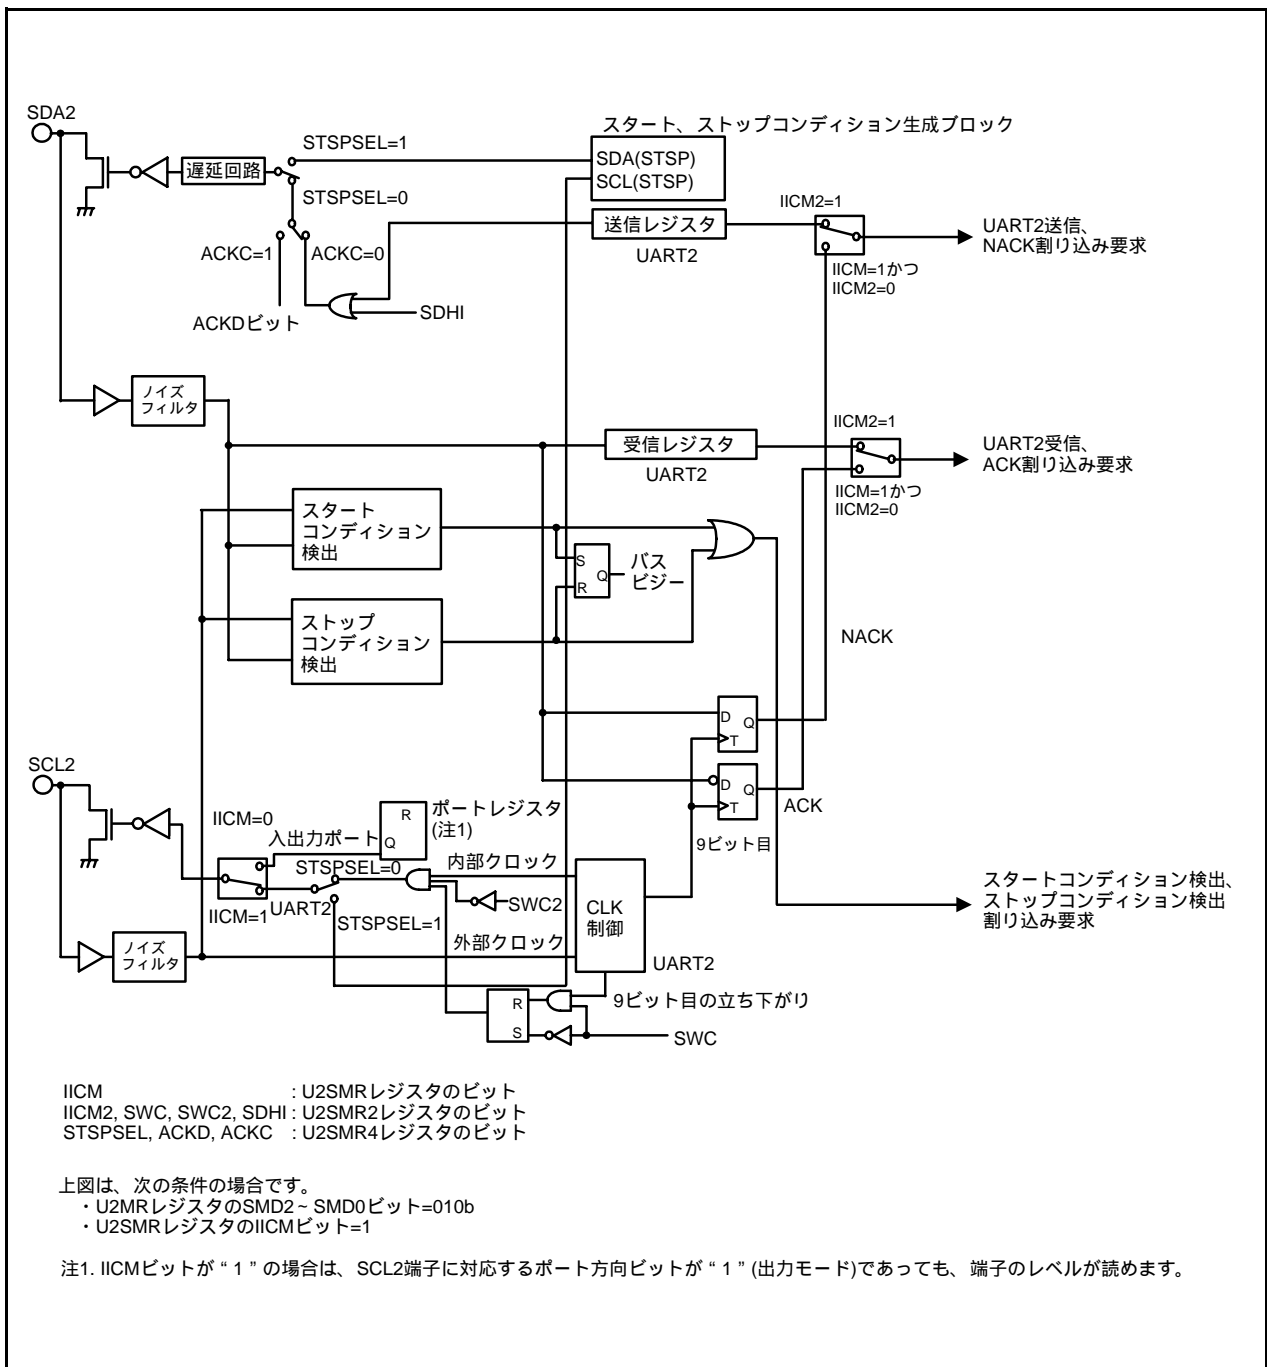 SDA2
スタート、ストップコンディション生成ブロック
STSPSEL=1
SDA(STSP)
SCL(STSP)
遅延回路
STSPSEL=0
IICM2=1
送信レジスタ
UART2
UART2送信、
NACK割り込み要求
ACKC=1
ACKC=0
IICM=1かつ
IICM2=0
SDHI
ACKDビット
ノイズ
フィルタ
IICM2=1
受信レジスタ
UART2
UART2受信、
ACK割り込み要求
IICM=1かつ
IICM2=0
スタート
コンディション
検出
S
R
Q
バス
ビジー
ストップ
コンディション
検出
NACK
D
Q
T
SCL2
D
Q
T
ACK
9ビット目
IICM=0
入出力ポート
R
Q
ポートレジスタ
(注1)
STSPSEL=0
内部クロック
IICM=1
UART2
SWC2
CLK
制御
STSPSEL=1
外部クロック
UART2
スタートコンディション検出、
ストップコンディション検出
割り込み要求
ノイズ
フィルタ
R
S
9ビット目の立ち下がり
SWC
IICM : U2SMRレジスタのビット
IICM2, SWC, SWC2, SDHI : U2SMR2レジスタのビット
STSPSEL, ACKD, ACKC : U2SMR4レジスタのビット
上図は、次の条件の場合です。
・U2MRレジスタのSMD2~SMD0ビット=010b
・U2SMRレジスタのIICMビット=1
注1. IICMビットが“1”の場合は、SCL2端子に対応するポート方向ビットが“1”(出力モード)であっても、端子のレベルが読めます。